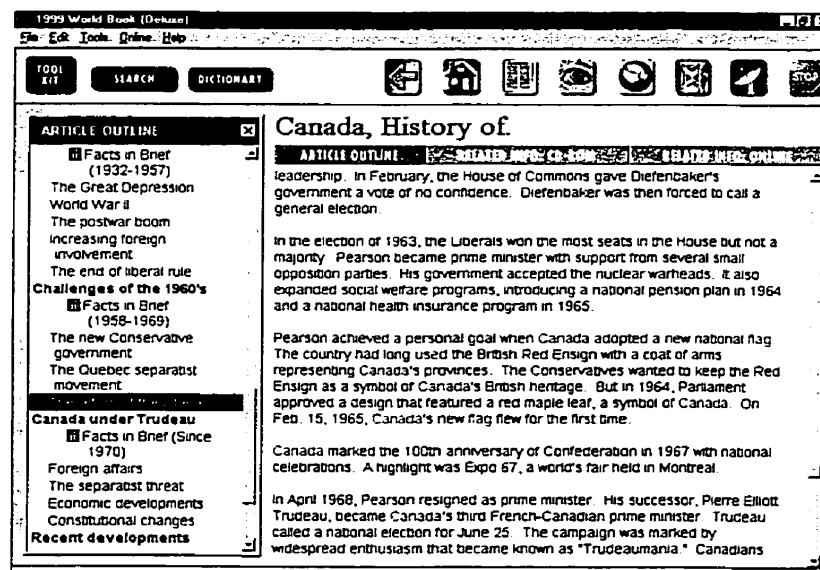 1999 World Book (Deluxe)
File Edit Tools Online Help
TOOL KIT SEARCH DICTIONARY STOP
ARTICLE OUTLINE
Facts in Brief
(1932-1957)
The Great Depression
World War II
The postwar boom
Increasing foreign
involvement
The end of liberal rule
Challenges of the 1960's
Facts in Brief
(1958-1969)
The new Conservative
government
The Quebec separatist
movement
Canada under Trudeau
Facts in Brief (Since
1970)
Foreign affairs
The separatist threat
Economic developments
Constitutional changes
Recent developments
Canada, History of.
ARTICLE OUTLINE RELATED INFO: CD-ROM RELATED INFO: ONLINE
leadership. In February, the House of Commons gave Diefenbaker's
government a vote of no confidence. Diefenbaker was then forced to call a
general election.
In the election of 1963, the Liberals won the most seats in the House but not a
majority. Pearson became prime minister with support from several small
opposition parties. His government accepted the nuclear warheads. It also
expanded social welfare programs, introducing a national pension plan in 1964
and a national health insurance program in 1965.
Pearson achieved a personal goal when Canada adopted a new national flag.
The country had long used the British Red Ensign with a coat of arms
representing Canada's provinces. The Conservatives wanted to keep the Red
Ensign as a symbol of Canada's British heritage. But in 1964, Parliament
approved a design that featured a red maple leaf, a symbol of Canada. On
Feb. 15, 1965, Canada's new flag flew for the first time.
Canada marked the 100th anniversary of Confederation in 1967 with national
celebrations. A highlight was Expo 67, a world's fair held in Montreal.
In April 1968, Pearson resigned as prime minister. His successor, Pierre Elliott
Trudeau, became Canada's third French-Canadian prime minister. Trudeau
called a national election for June 25. The campaign was marked by
widespread enthusiasm that became known as "Trudeaumania." Canadians